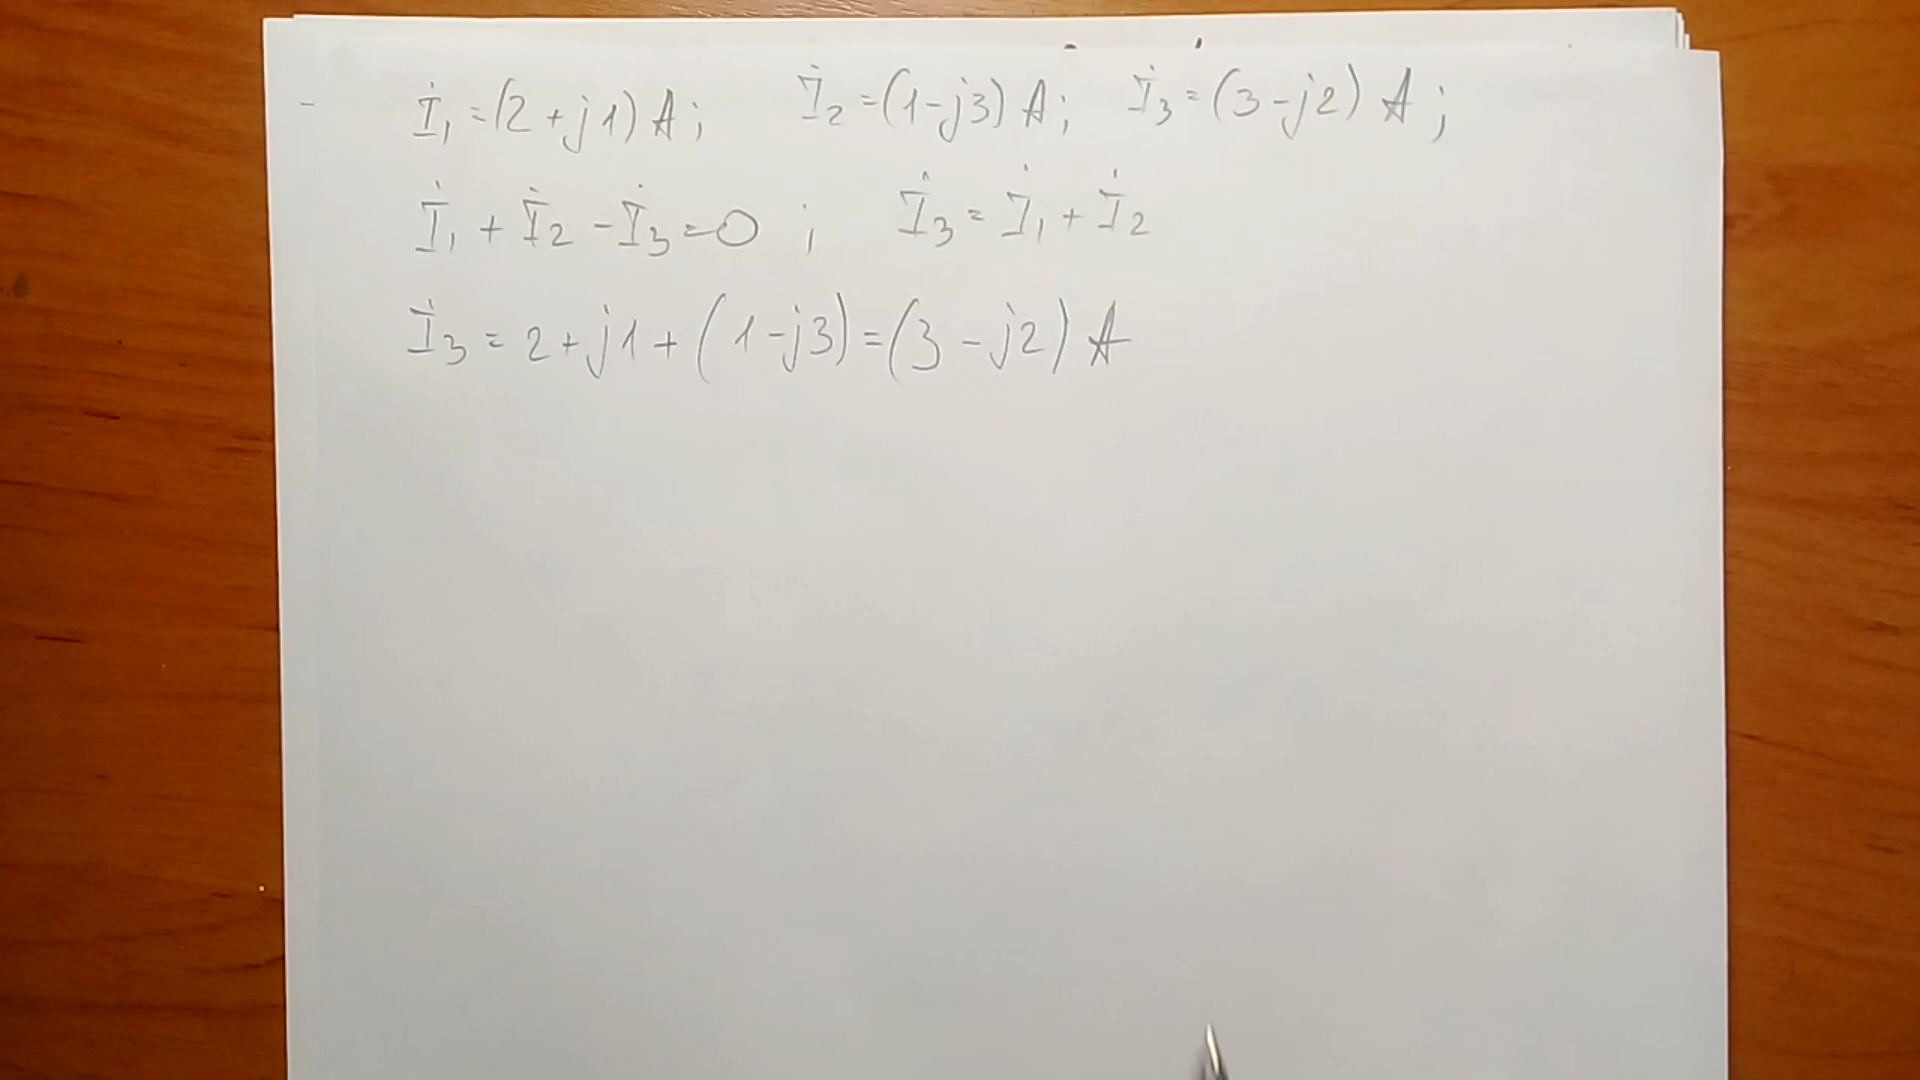 İ₁ = (2 + j1) A; İ₂ = (1 - j3) A; İ₃ = (3 - j2) A;
İ₁ + İ₂ - İ₃ = 0; İ₃ = İ₁ + İ₂
İ₃ = 2 + j1 + (1 - j3) = (3 - j2) A